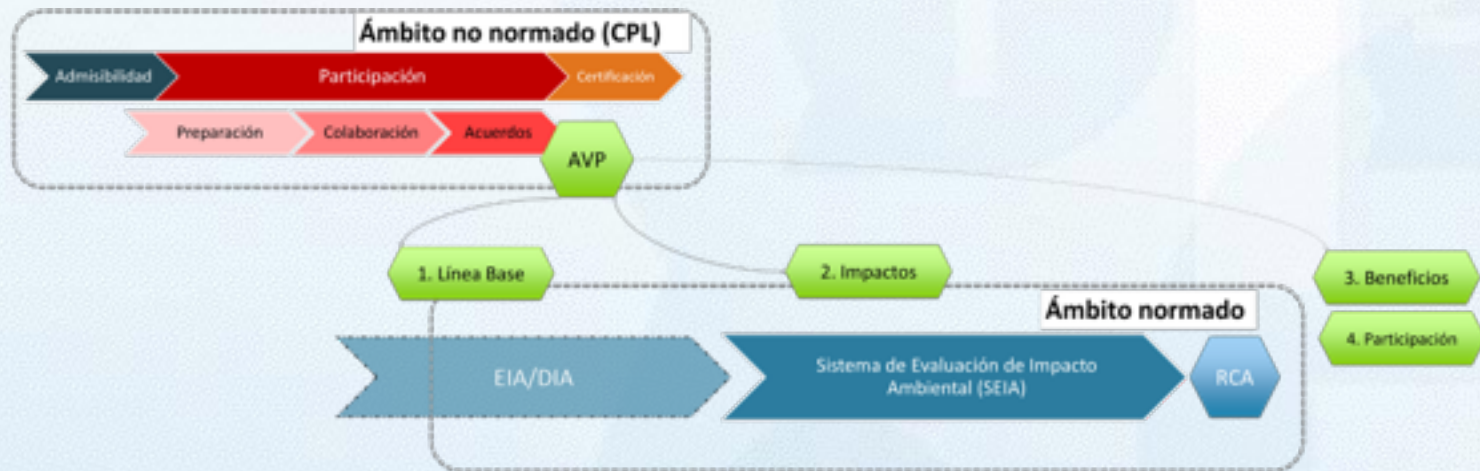 Ámbito no normado (CPL)
Admisibilidad
Participación
Certificación
Preparación
Colaboración
Acuerdos
AVP
1. Línea Base
2. Impactos
3. Beneficios
4. Participación
Ámbito normado
EIA/DIA
Sistema de Evaluación de Impacto
Ambiental (SEIA)
RCA